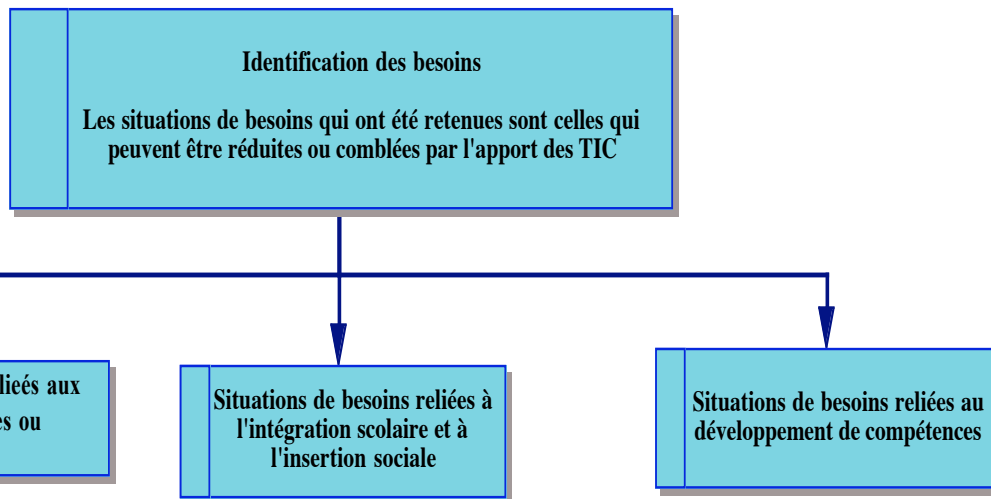 Identification des besoins
Les situations de besoins qui ont été retenues sont celles qui
peuvent être réduites ou comblées par l'apport des TIC
lieés aux
es ou
Situations de besoins reliées à
l'intégration scolaire et à
l'insertion sociale
Situations de besoins reliées au
développement de compétences